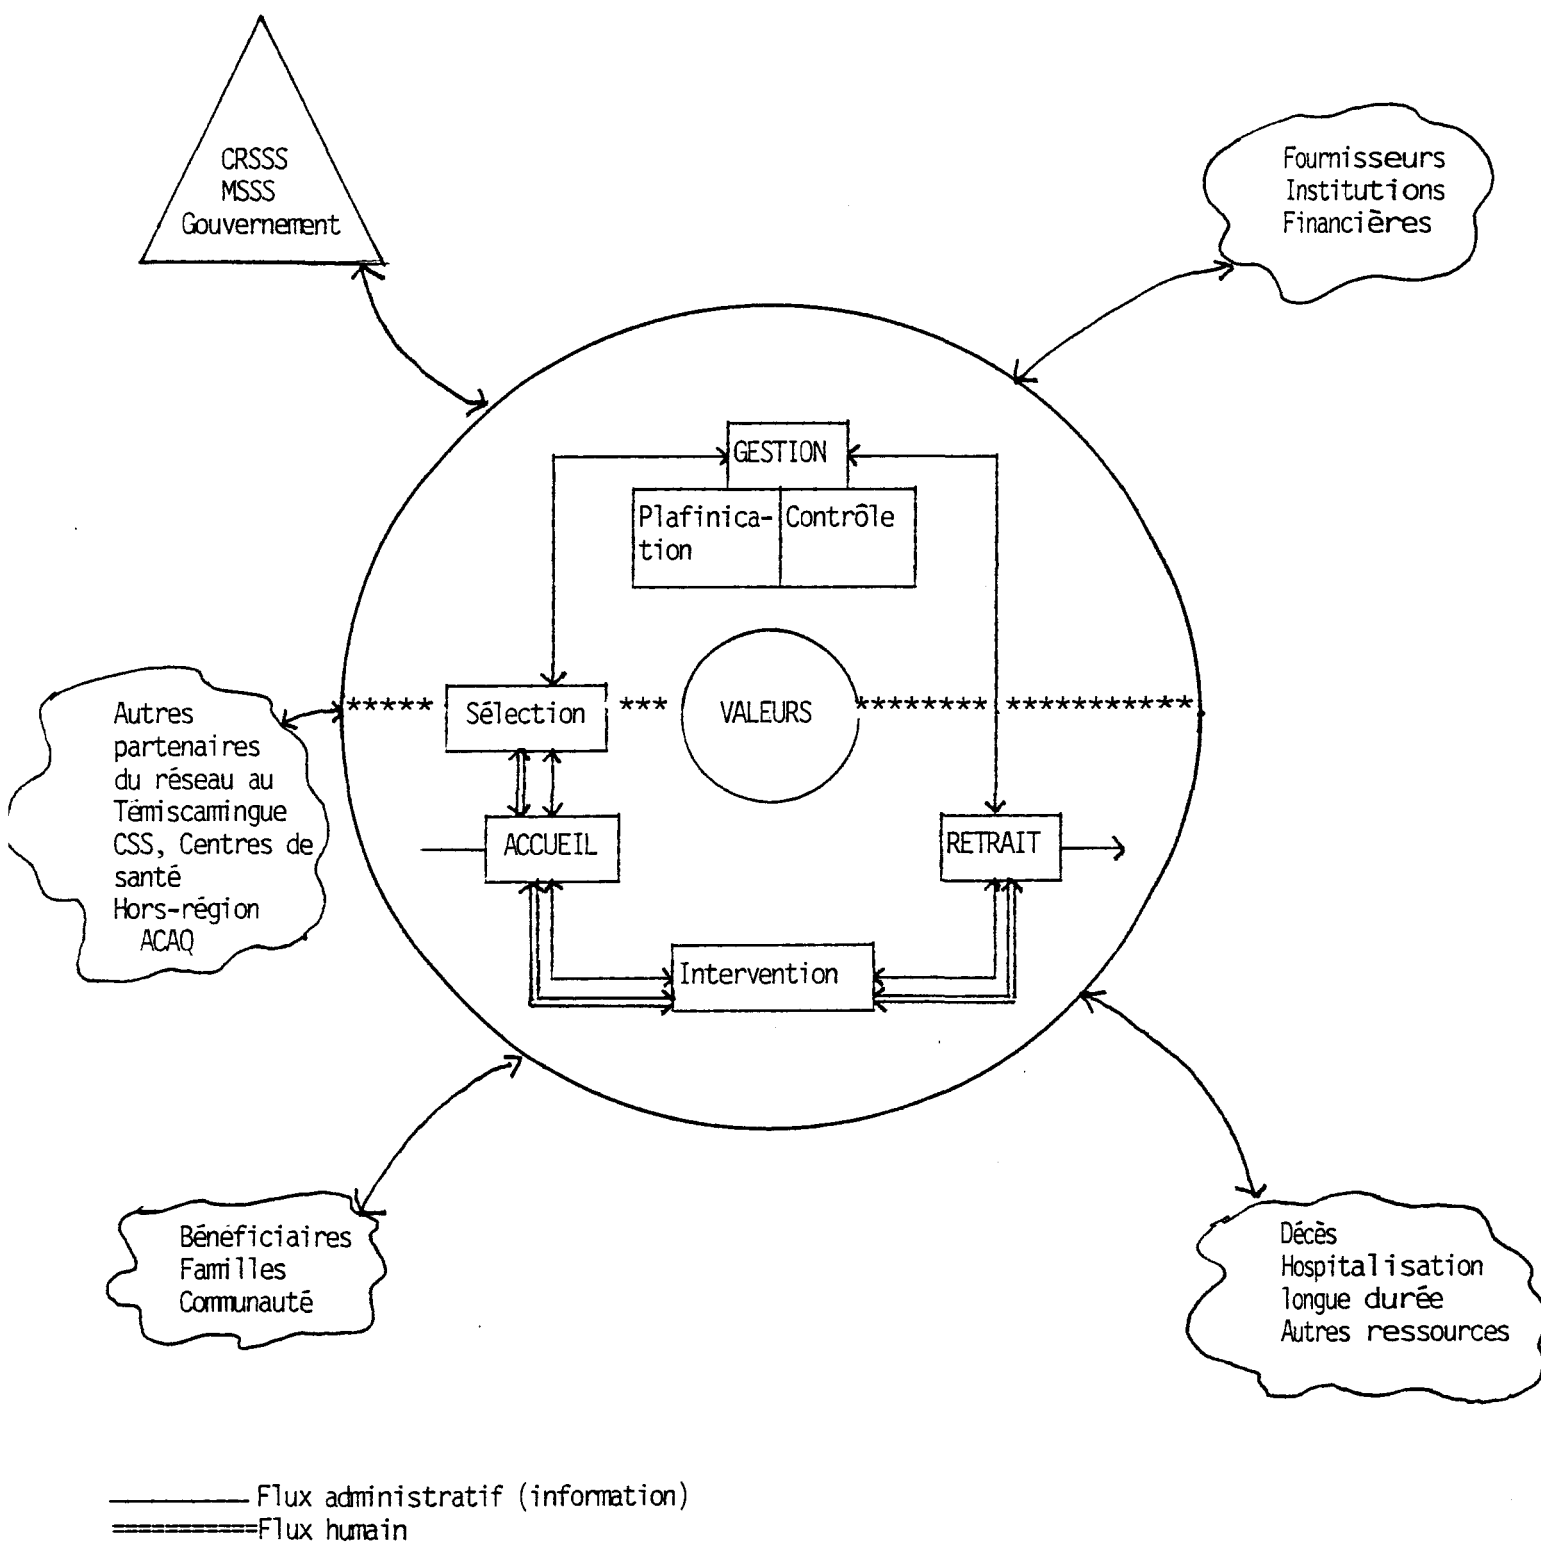 CRSSS
MSSS
Gouvernement
Fournisseurs
Institutions
Financières
GESTION
Plafinica-
tion
Contrôle
Autres
partenaires
du réseau au
Témiscamingue
CSS, Centres de
santé
Hors-région
ACAQ
***** Sélection *** VALEURS ******** ***********
ACCUEIL
RETRAIT
Intervention
Bénéficiaires
Familles
Communauté
Décès
Hospitalisation
longue durée
Autres ressources
Flux administratif (information)
Flux humain